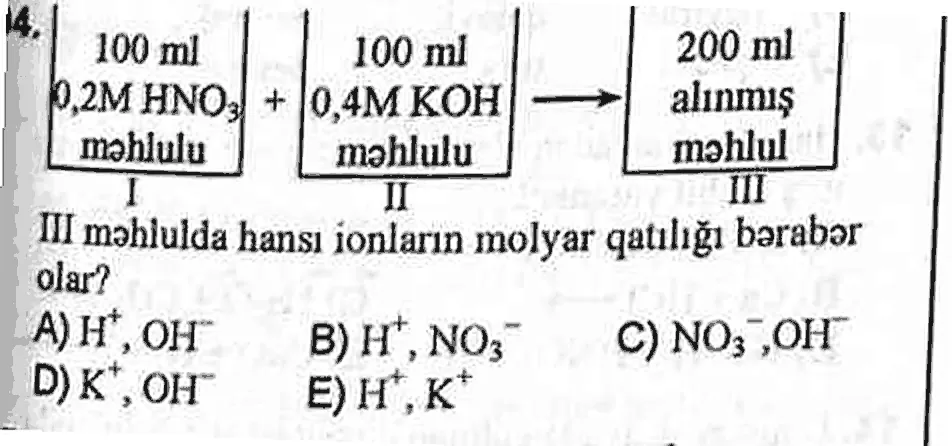 4.
100 ml 100 ml 200 ml
0,2M HNO₃ + 0,4M KOH → alınmış
məhlulu məhlulu məhlul
I II III
III məhlulda hansı ionların molyar qatılığı bərabər
olar?
A) H⁺, OH⁻ B) H⁺, NO₃⁻ C) NO₃⁻,OH⁻
D) K⁺, OH⁻ E) H⁺, K⁺